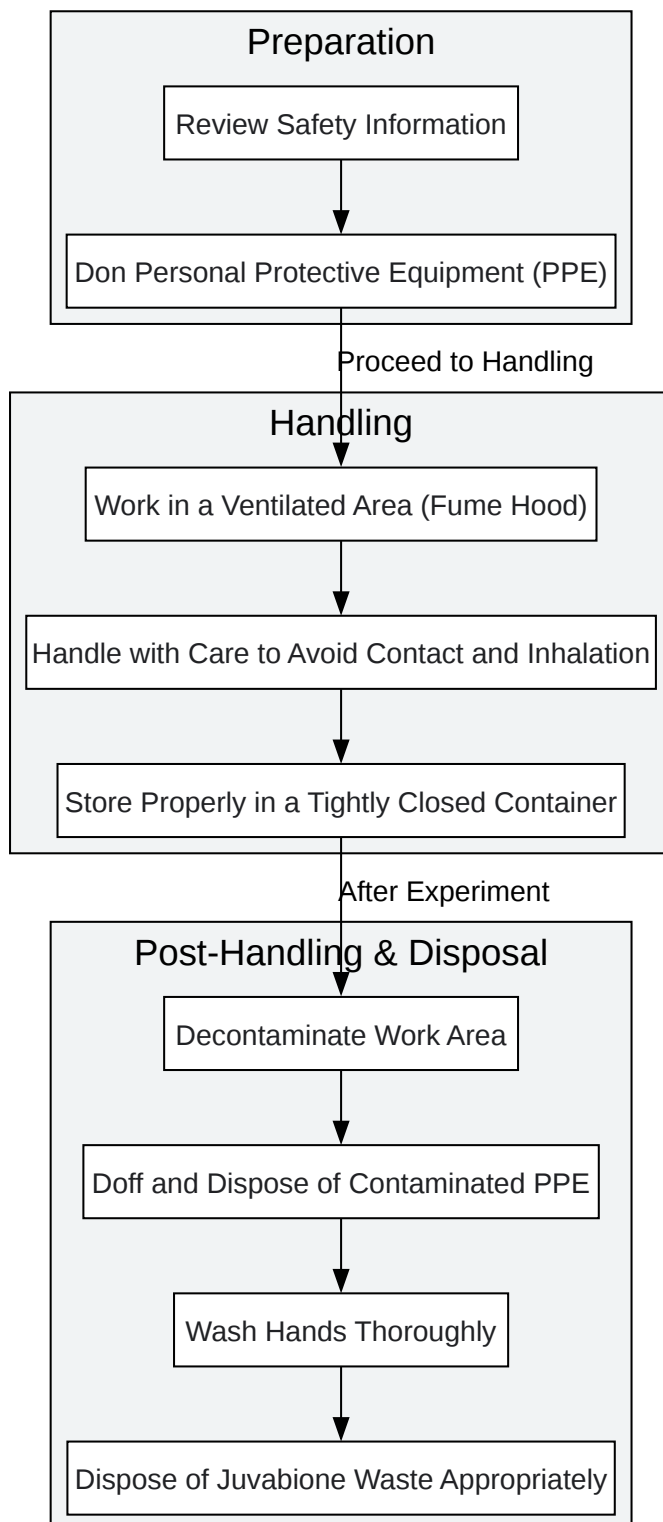 Preparation
Review Safety Information
Don Personal Protective Equipment (PPE)
Proceed to Handling
Handling
Work in a Ventilated Area (Fume Hood)
Handle with Care to Avoid Contact and Inhalation
Store Properly in a Tightly Closed Container
After Experiment
Post-Handling & Disposal
Decontaminate Work Area
Doff and Dispose of Contaminated PPE
Wash Hands Thoroughly
Dispose of Juvabione Waste Appropriately